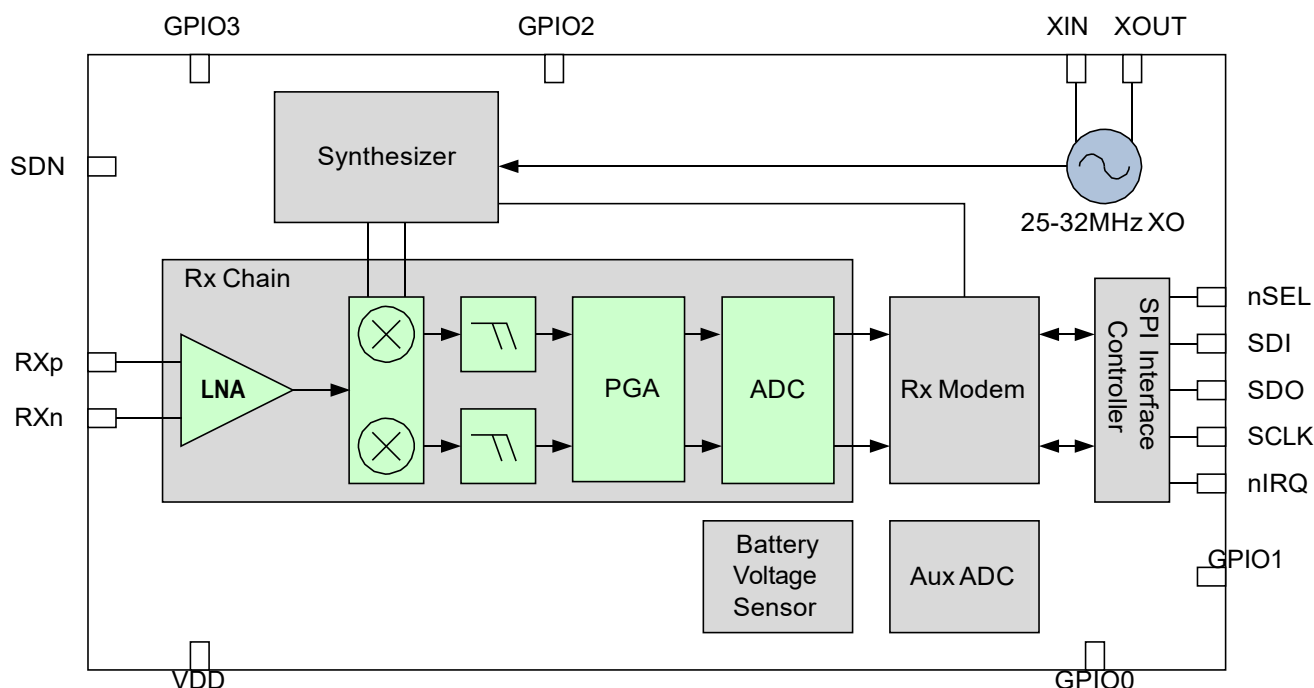 GPIO3
GPIO2
XIN
XOUT
SDN
Synthesizer
25-32MHz XO
Rx Chain
RXp
RXn
LNA
PGA
ADC
Rx Modem
SPI Interface
Controller
nSEL
SDI
SDO
SCLK
nIRQ
Battery
Voltage
Sensor
Aux ADC
GPIO1
VDD
GPIO0